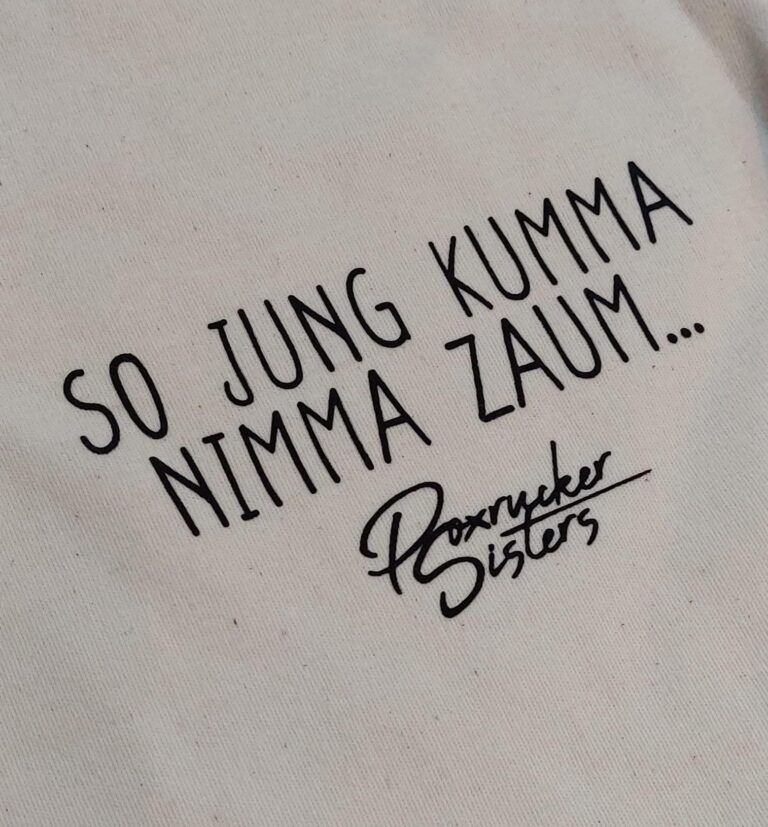 SO JUNG KUMMA
NIMMA ZAUM...
Poxrucker
Sisters